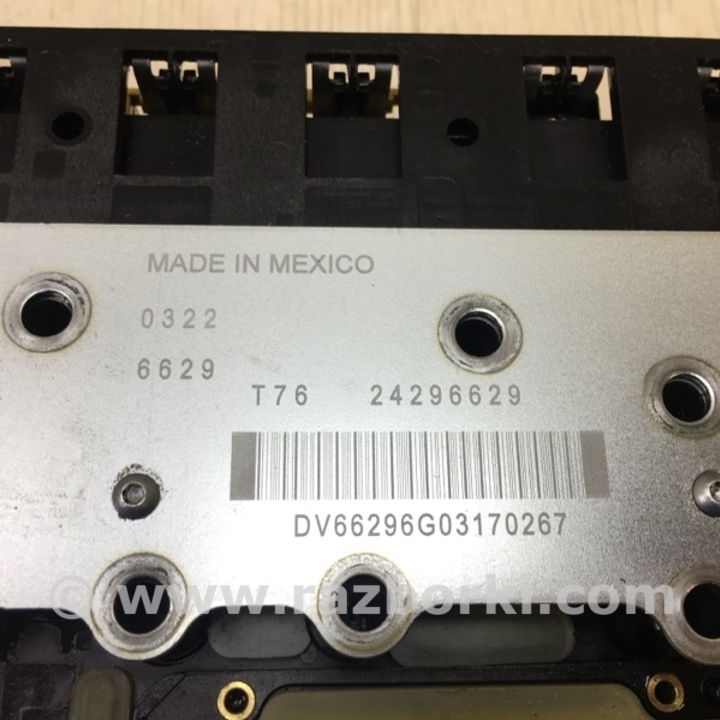 MADE IN MEXICO
0322
6629
T76 24296629
DV66296G03170267
© www.razborki.com